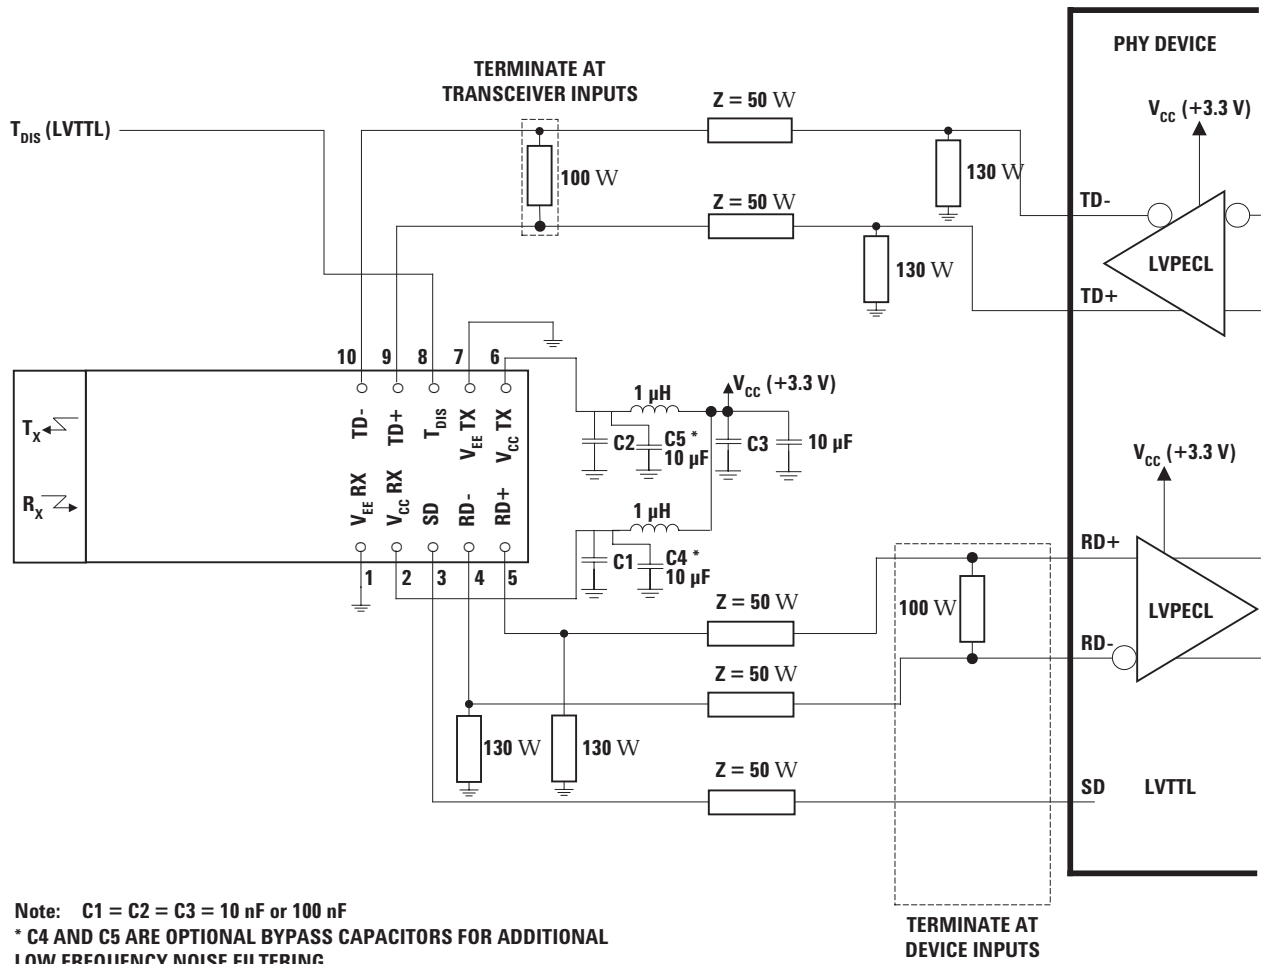 PHY DEVICE
TERMINATE AT
TRANSCEIVER INPUTS
Z = 50 W
V_CC (+3.3 V)
T_DIS (LVTTL)
100 W
130 W
TD-
Z = 50 W
LVPECL
130 W
TD+
10 9 8 7 6
1 µH
V_CC (+3.3 V)
T_X
TD-
TD+
T_DIS
V_EE TX
V_CC TX
C2
C5 *
10 µF
C3
10 µF
V_CC (+3.3 V)
R_X
V_EE RX
V_CC RX
SD
RD-
RD+
1 µH
RD+
C1
C4 *
10 µF
1 2 3 4 5
Z = 50 W
100 W
LVPECL
RD-
Z = 50 W
130 W
130 W
Z = 50 W
SD
LVTTL
Note: C1 = C2 = C3 = 10 nF or 100 nF
* C4 AND C5 ARE OPTIONAL BYPASS CAPACITORS FOR ADDITIONAL
LOW FREQUENCY NOISE FILTERING
TERMINATE AT
DEVICE INPUTS